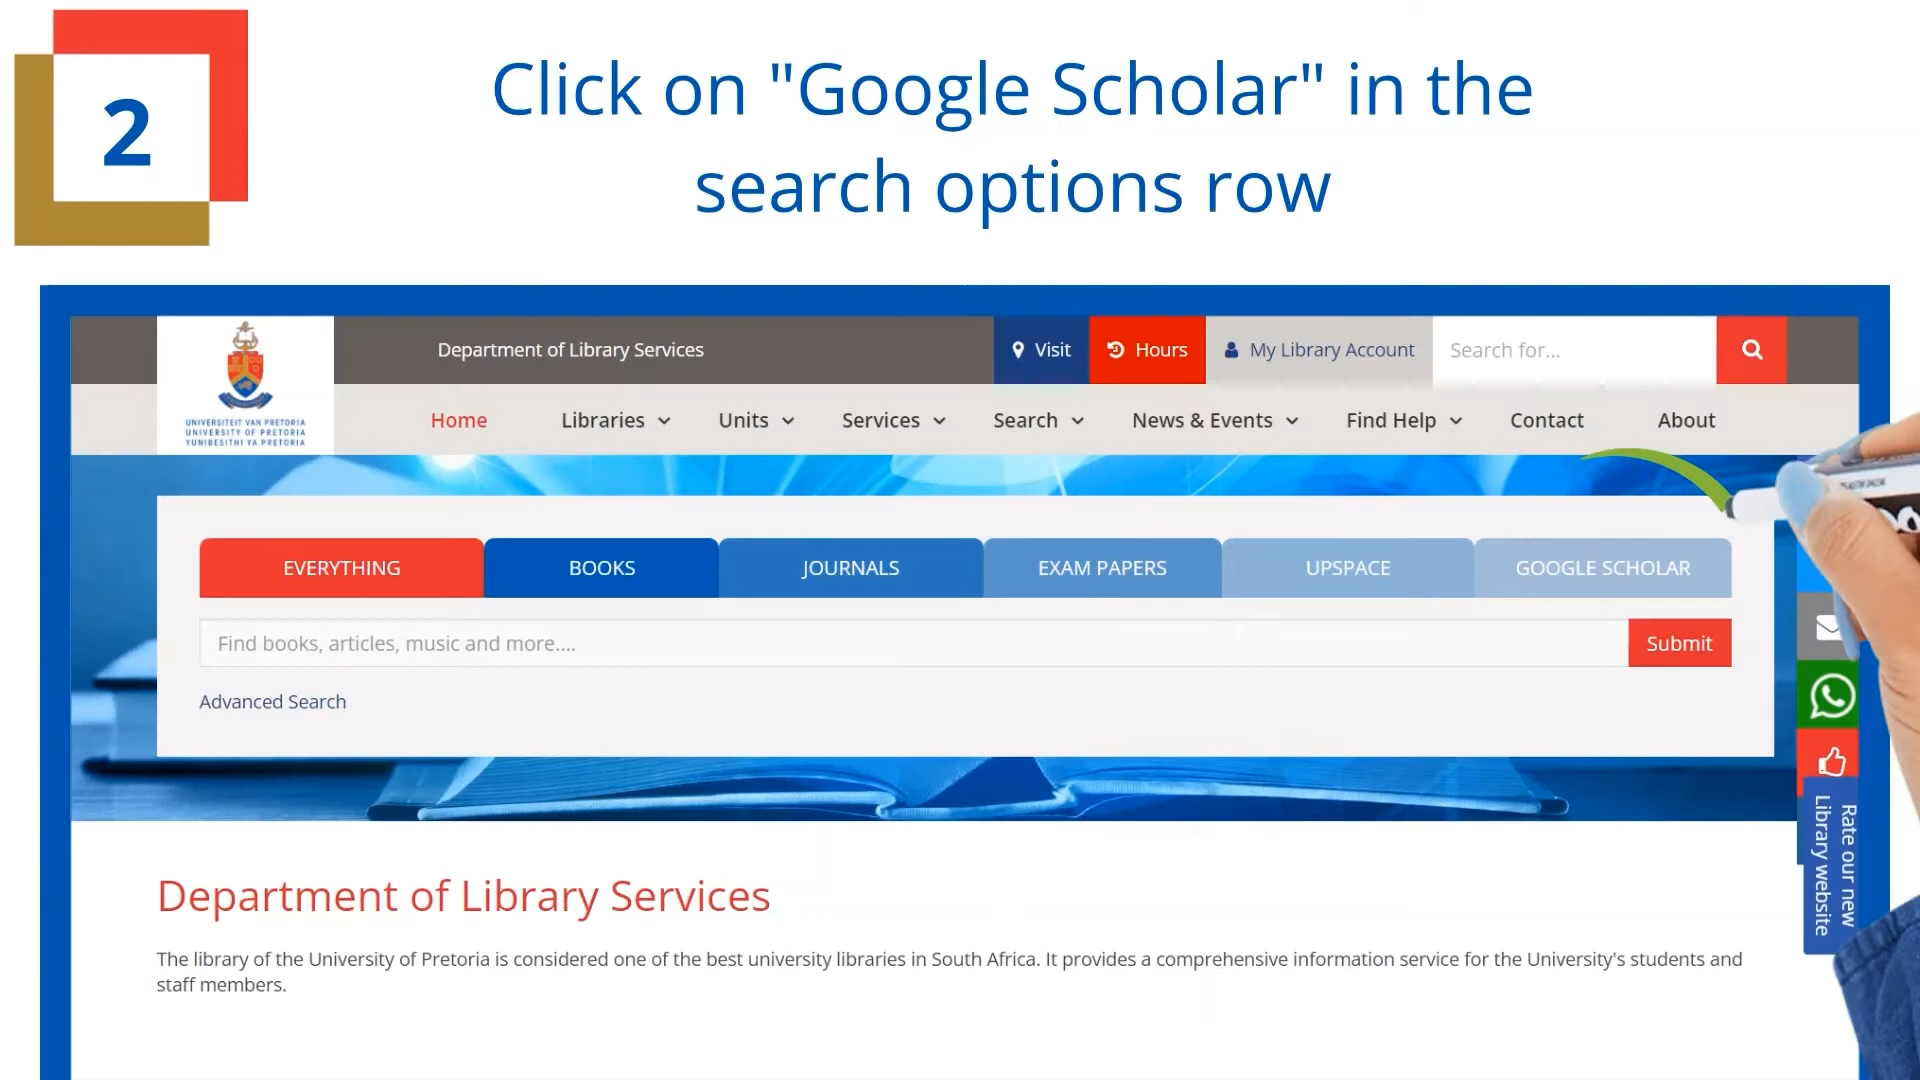 2
Click on "Google Scholar" in the
search options row
Department of Library Services
Visit
Hours
My Library Account
Search for...
UNIVERSITEIT VAN PRETORIA
UNIVERSITY OF PRETORIA
YUNIBESITHI YA PRETORIA
Home
Libraries
Units
Services
Search
News & Events
Find Help
Contact
About
EVERYTHING
BOOKS
JOURNALS
EXAM PAPERS
UPSPACE
GOOGLE SCHOLAR
Find books, articles, music and more....
Submit
Advanced Search
Rate our new
Library website
Department of Library Services
The library of the University of Pretoria is considered one of the best university libraries in South Africa. It provides a comprehensive information service for the University's students and
staff members.